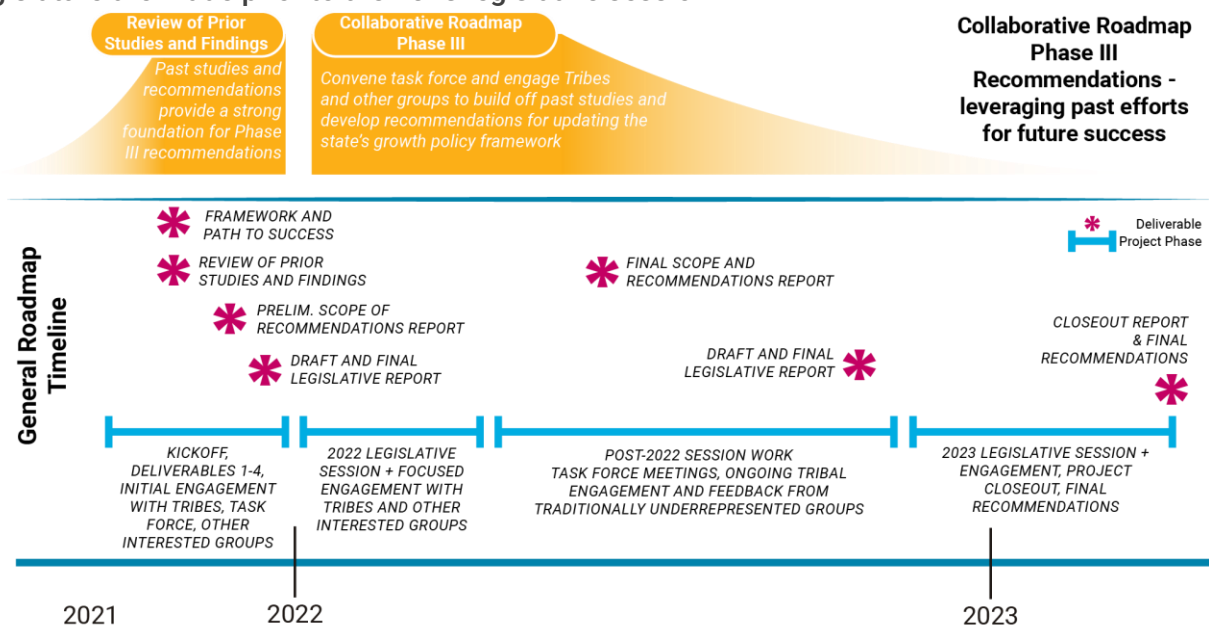 Review of Prior
Studies and Findings
Past studies and
recommendations
provide a strong
foundation for Phase
III recommendations
Collaborative Roadmap
Phase III
Convene task force and engage Tribes
and other groups to build off past studies and
develop recommendations for updating the
state's growth policy framework
Collaborative Roadmap
Phase III
Recommendations -
leveraging past efforts
for future success
General Roadmap
Timeline
FRAMEWORK AND
PATH TO SUCCESS
REVIEW OF PRIOR
STUDIES AND FINDINGS
PRELIM. SCOPE OF
RECOMMENDATIONS REPORT
DRAFT AND FINAL
LEGISLATIVE REPORT
FINAL SCOPE AND
RECOMMENDATIONS REPORT
DRAFT AND FINAL
LEGISLATIVE REPORT
Deliverable
Project Phase
CLOSEOUT REPORT
& FINAL
RECOMMENDATIONS
KICKOFF,
DELIVERABLES 1-4,
INITIAL ENGAGEMENT
WITH TRIBES, TASK
FORCE, OTHER
INTERESTED GROUPS
2022 LEGISLATIVE
SESSION + FOCUSED
ENGAGEMENT WITH
TRIBES AND OTHER
INTERESTED GROUPS
POST-2022 SESSION WORK
TASK FORCE MEETINGS, ONGOING TRIBAL
ENGAGEMENT AND FEEDBACK FROM
TRADITIONALLY UNDERREPRESENTED GROUPS
2023 LEGISLATIVE SESSION +
ENGAGEMENT, PROJECT
CLOSEOUT, FINAL
RECOMMENDATIONS
2021
2022
2023